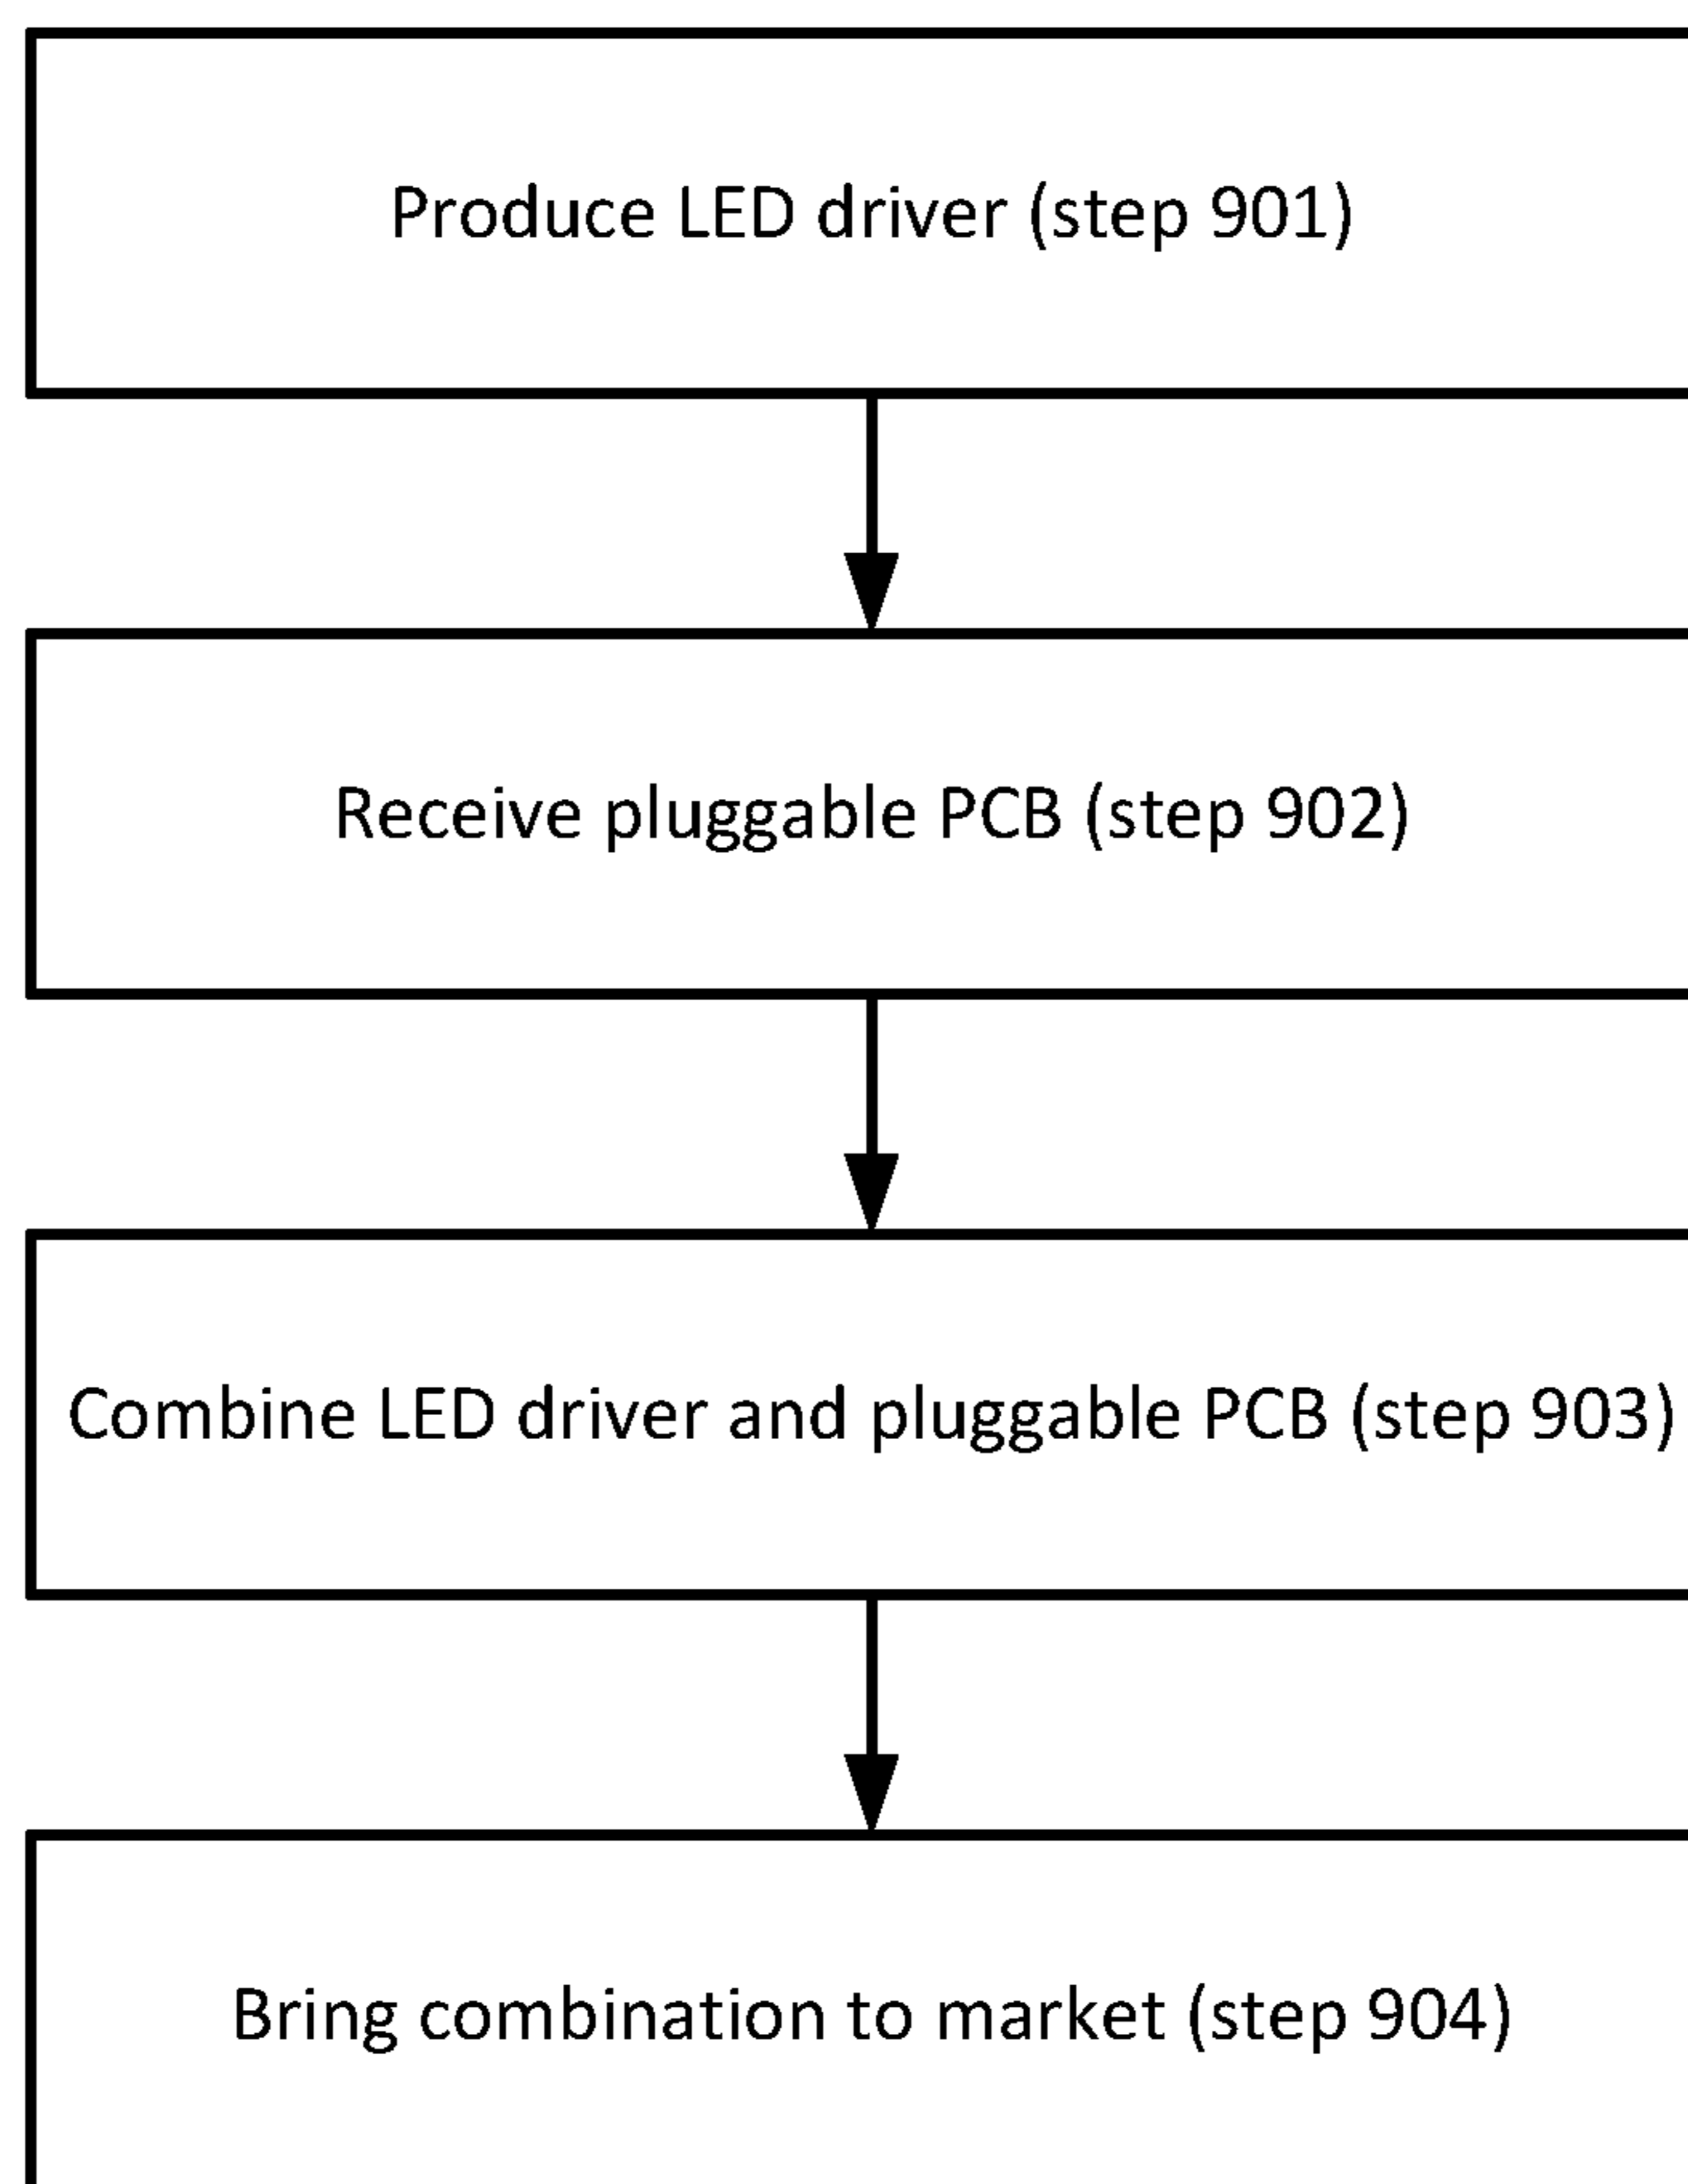 Produce LED driver (step 901)
Receive pluggable PCB (step 902)
Combine LED driver and pluggable PCB (step 903)
Bring combination to market (step 904)